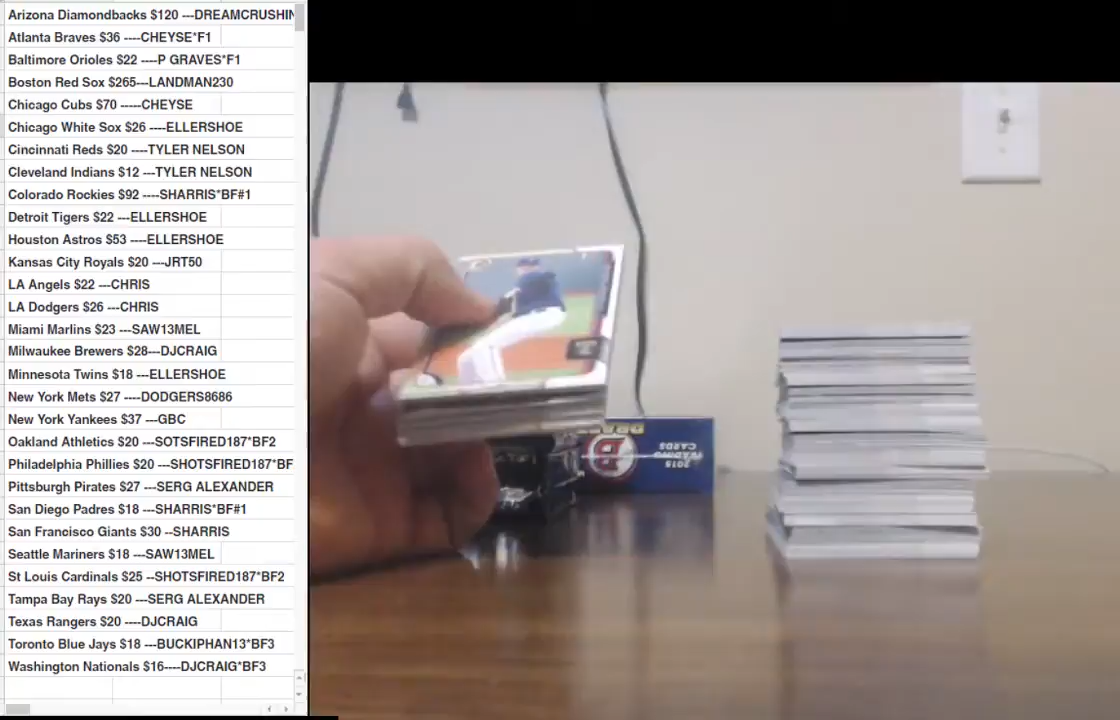 Arizona Diamondbacks $120 ---DREAMCRUSHIN
Atlanta Braves $36 ----CHEYSE*F1
Baltimore Orioles $22 ----P GRAVES*F1
Boston Red Sox $265---LANDMAN230
Chicago Cubs $70 -----CHEYSE
Chicago White Sox $26 ----ELLERSHOE
Cincinnati Reds $20 ----TYLER NELSON
Cleveland Indians $12 ---TYLER NELSON
Colorado Rockies $92 ----SHARRIS*BF#1
Detroit Tigers $22 ---ELLERSHOE
Houston Astros $53 ----ELLERSHOE
Kansas City Royals $20 ---JRT50
LA Angels $22 ---CHRIS
LA Dodgers $26 ---CHRIS
Miami Marlins $23 ---SAW13MEL
Milwaukee Brewers $28---DJCRAIG
Minnesota Twins $18 ---ELLERSHOE
New York Mets $27 ----DODGERS8686
New York Yankees $37 ---GBC
Oakland Athletics $20 ---SOTSFIRED187*BF2
Philadelphia Phillies $20 ---SHOTSFIRED187*BF
Pittsburgh Pirates $27 ---SERG ALEXANDER
San Diego Padres $18 ---SHARRIS*BF#1
San Francisco Giants $30 ---SHARRIS
Seattle Mariners $18 ---SAW13MEL
St Louis Cardinals $25 --SHOTSFIRED187*BF2
Tampa Bay Rays $20 ---SERG ALEXANDER
Texas Rangers $20 ----DJCRAIG
Toronto Blue Jays $18 ---BUCKIPHAN13*BF3
Washington Nationals $16----DJCRAIG*BF3
DRAFT
B
2015
TRADING
CARDS